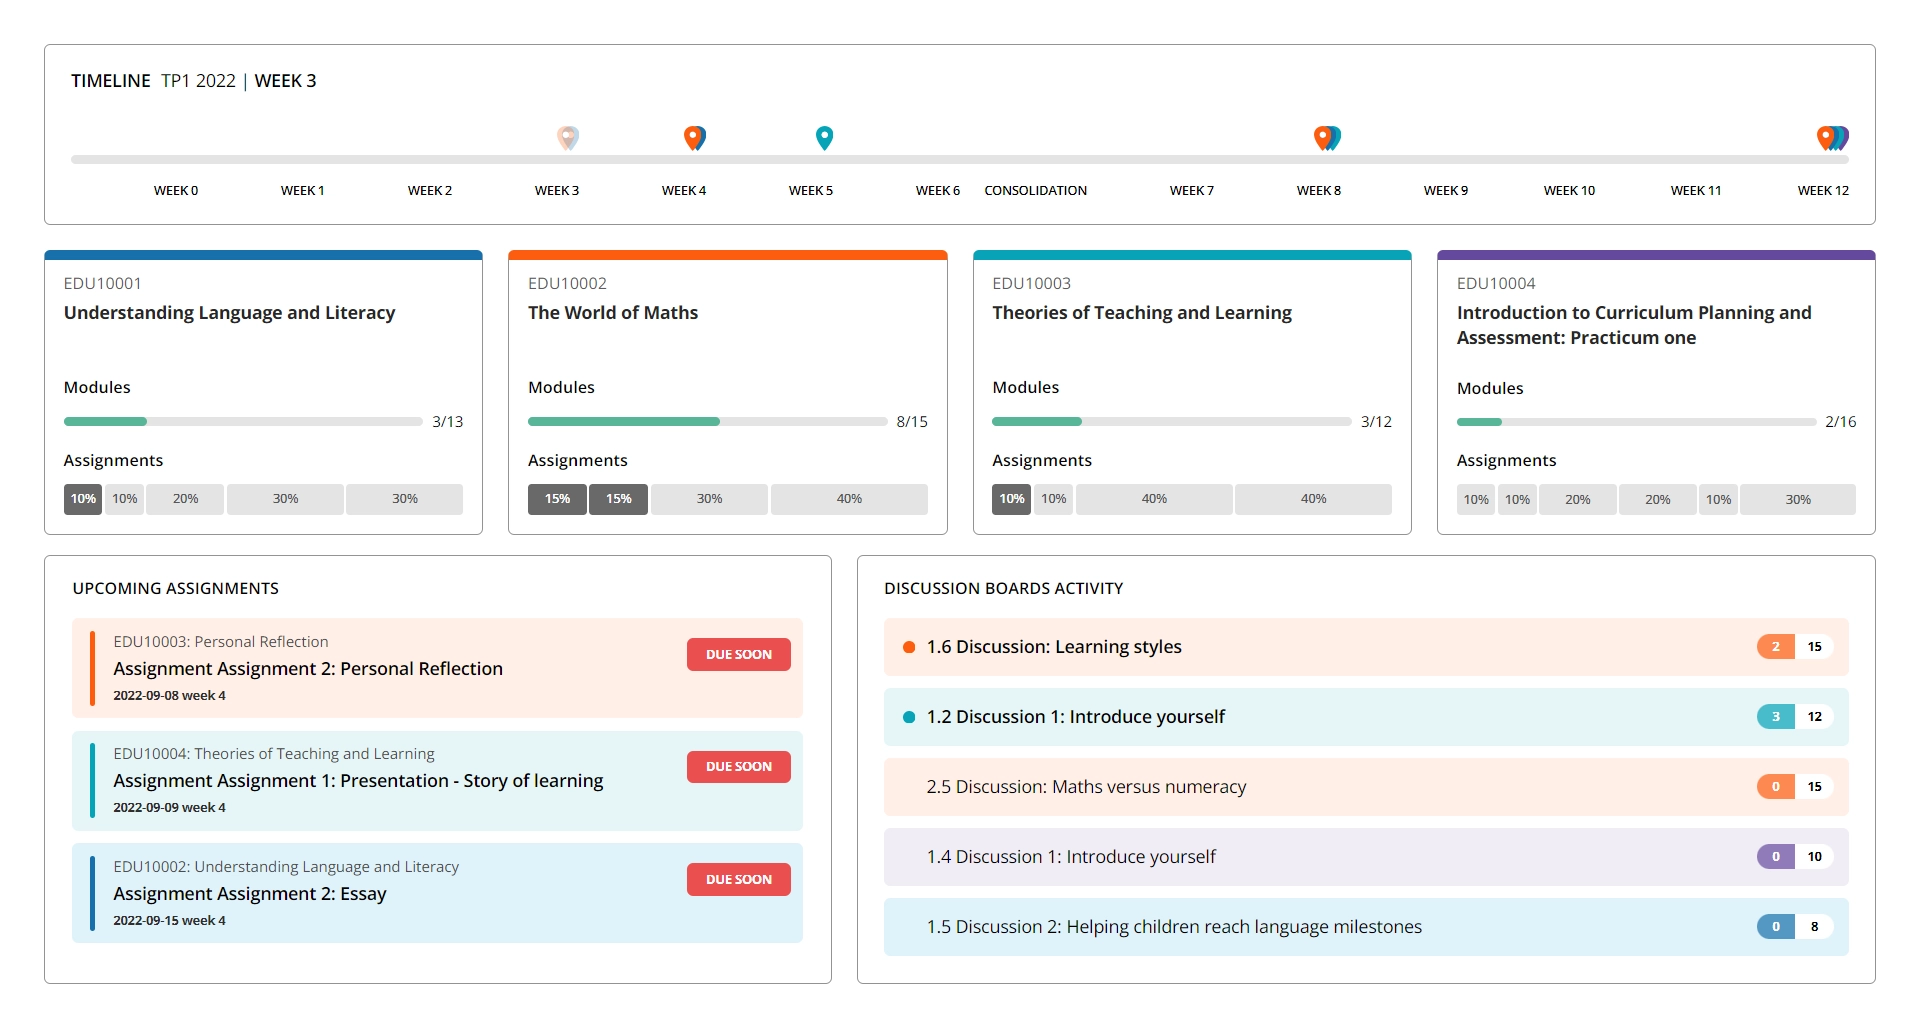 TIMELINE TP1 2022 | WEEK 3
WEEK 0 WEEK 1 WEEK 2 WEEK 3 WEEK 4 WEEK 5 WEEK 6 CONSOLIDATION WEEK 7 WEEK 8 WEEK 9 WEEK 10 WEEK 11 WEEK 12
EDU10001
Understanding Language and Literacy
Modules
3/13
Assignments
10% 10% 20% 30% 30%
EDU10002
The World of Maths
Modules
8/15
Assignments
15% 15% 30% 40%
EDU10003
Theories of Teaching and Learning
Modules
3/12
Assignments
10% 10% 40% 40%
EDU10004
Introduction to Curriculum Planning and
Assessment: Practicum one
Modules
2/16
Assignments
10% 10% 20% 20% 10% 30%
UPCOMING ASSIGNMENTS
EDU10003: Personal Reflection
Assignment Assignment 2: Personal Reflection
2022-09-08 week 4
DUE SOON
EDU10004: Theories of Teaching and Learning
Assignment Assignment 1: Presentation - Story of learning
2022-09-09 week 4
DUE SOON
EDU10002: Understanding Language and Literacy
Assignment Assignment 2: Essay
2022-09-15 week 4
DUE SOON
DISCUSSION BOARDS ACTIVITY
1.6 Discussion: Learning styles 2 15
1.2 Discussion 1: Introduce yourself 3 12
2.5 Discussion: Maths versus numeracy 0 15
1.4 Discussion 1: Introduce yourself 0 10
1.5 Discussion 2: Helping children reach language milestones 0 8